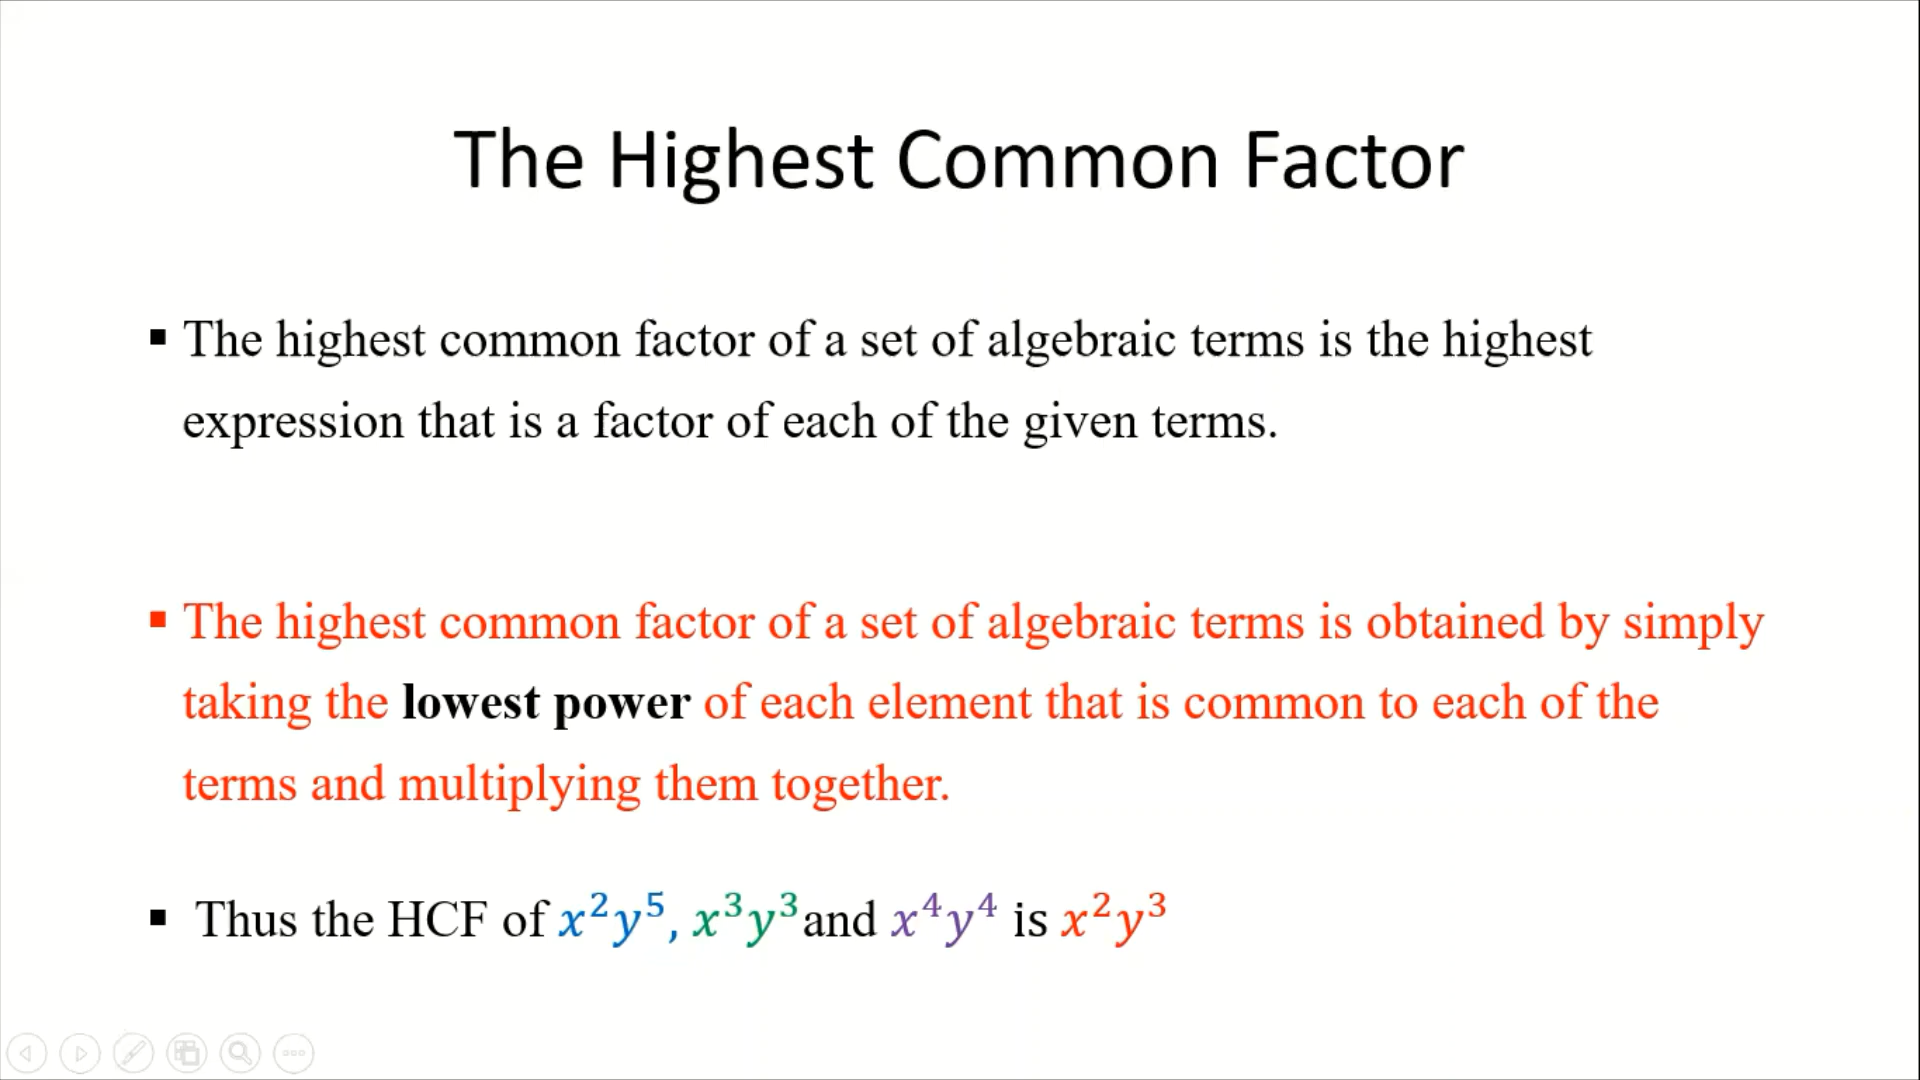 The Highest Common Factor
▪ The highest common factor of a set of algebraic terms is the highest
expression that is a factor of each of the given terms.
▪ The highest common factor of a set of algebraic terms is obtained by simply
taking the lowest power of each element that is common to each of the
terms and multiplying them together.
▪ Thus the HCF of x²y⁵, x³y³ and x⁴y⁴ is x²y³